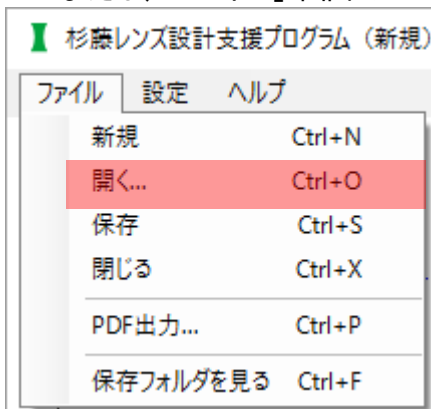 杉藤レンズ設計支援プログラム（新規）
ファイル 設定 ヘルプ
新規 Ctrl+N
開く... Ctrl+O
保存 Ctrl+S
閉じる Ctrl+X
PDF出力... Ctrl+P
保存フォルダを見る Ctrl+F